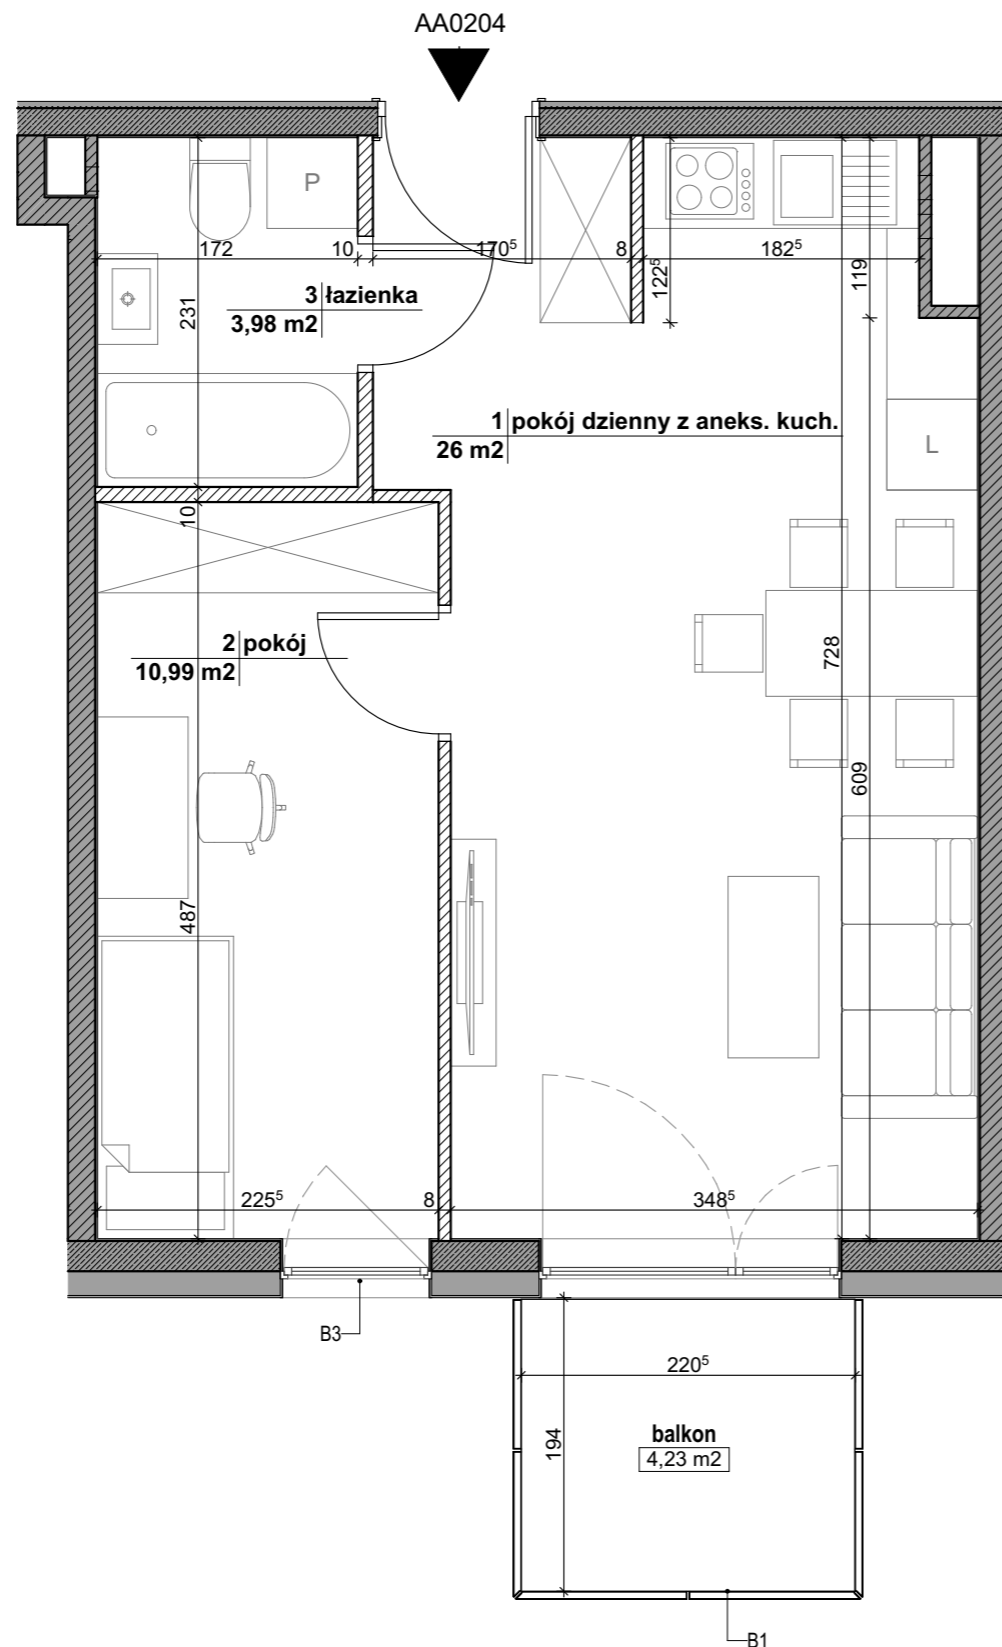 AA0204
P
172
10
170⁵
8
182⁵
122⁵
119
231
3 łazienka
3,98 m2
1 pokój dzienny z aneks. kuch.
26 m2
L
10
2 pokój
10,99 m2
728
609
487
225⁵
8
348⁵
B3
220⁵
194
balkon
4,23 m2
B1